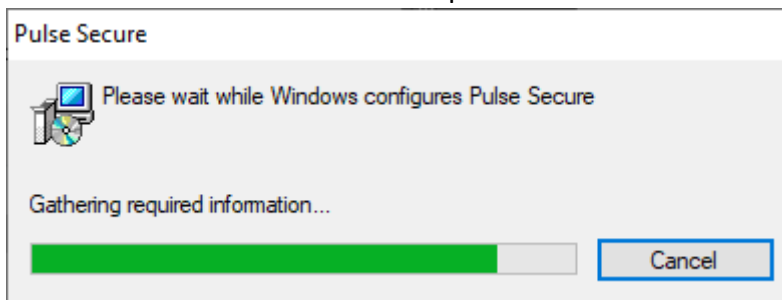 Pulse Secure
Please wait while Windows configures Pulse Secure
Gathering required information...
Cancel